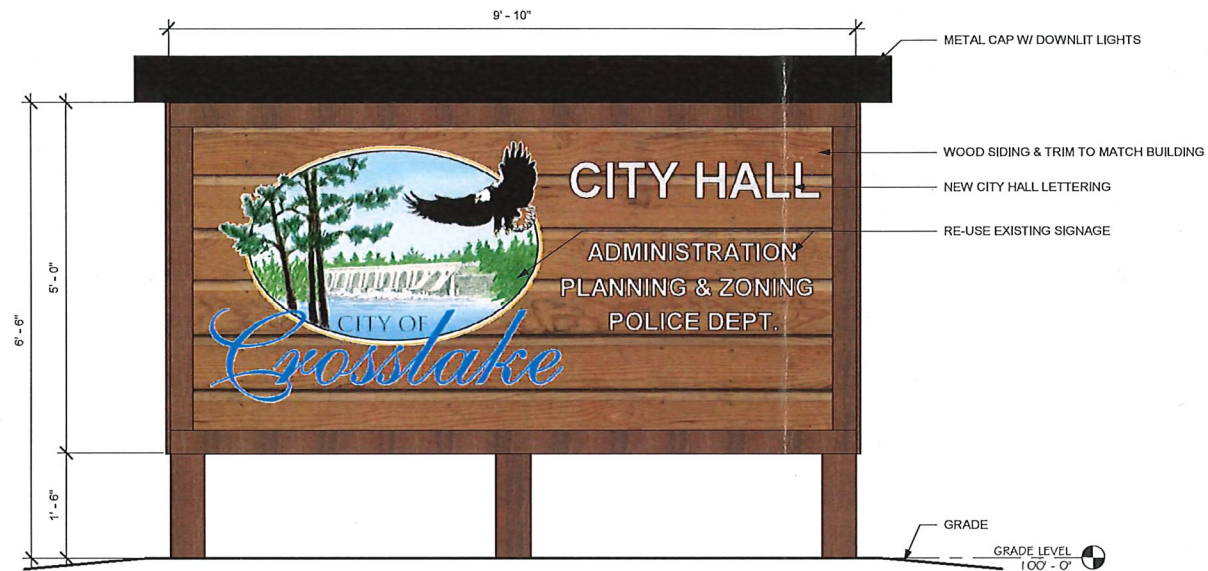 9' - 10"
METAL CAP W/ DOWNLIT LIGHTS
WOOD SIDING & TRIM TO MATCH BUILDING
CITY HALL
NEW CITY HALL LETTERING
RE-USE EXISTING SIGNAGE
ADMINISTRATION
PLANNING & ZONING
POLICE DEPT.
CITY OF
Crosslake
5' - 0"
6' - 6"
1' - 6"
GRADE
GRADE LEVEL
100' - 0"